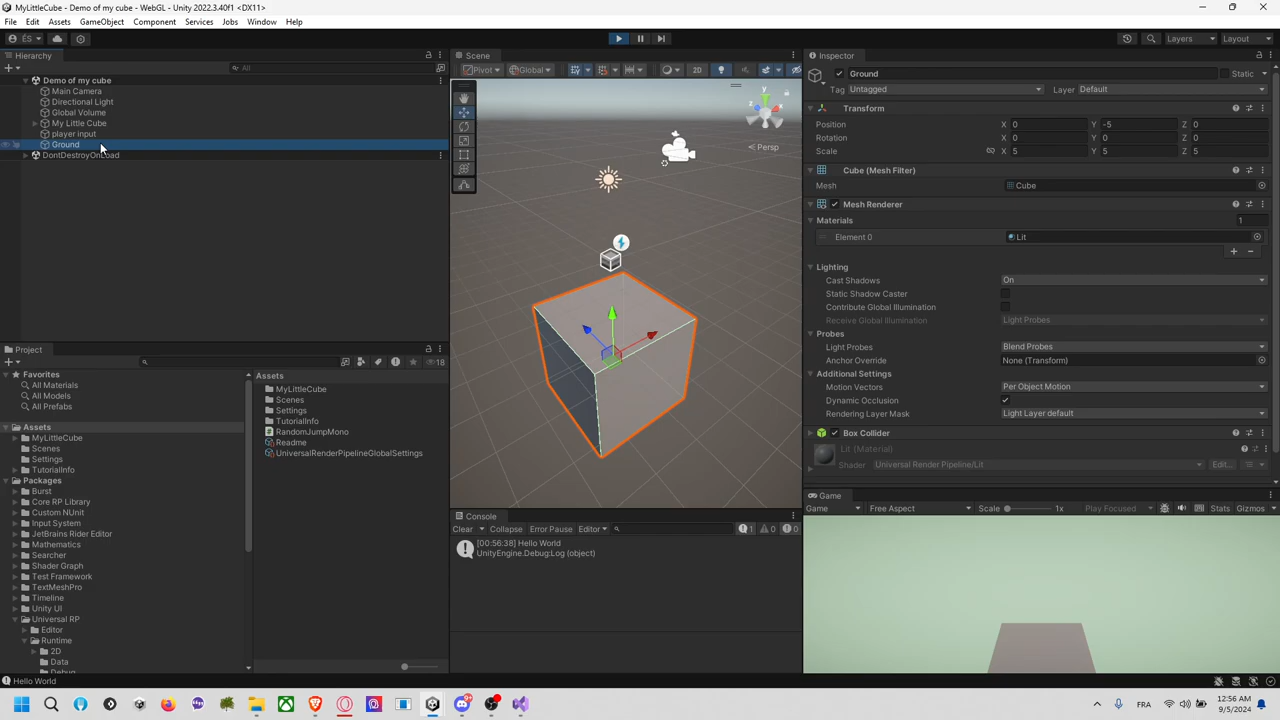 MyLittleCube - Demo of my cube - WebGL - Unity 2022.3.40f1 <DX11>
File Edit Assets GameObject Component Services Jobs Window Help
ÉS
Layers Layout
Hierarchy
All
Demo of my cube
Main Camera
Directional Light
Global Volume
My Little Cube
player input
Ground
DontDestroyOnLoad
Scene
Pivot Global 2D
y
x
z
Persp
Inspector
Ground Static
Tag Untagged Layer Default
Transform
Position X 0 Y -5 Z 0
Rotation X 0 Y 0 Z 0
Scale X 5 Y 5 Z 5
Cube (Mesh Filter)
Mesh Cube
Mesh Renderer
Materials 1
Element 0 Lit
Lighting
Cast Shadows On
Static Shadow Caster
Contribute Global Illumination
Receive Global Illumination Light Probes
Probes
Light Probes Blend Probes
Anchor Override None (Transform)
Additional Settings
Motion Vectors Per Object Motion
Dynamic Occlusion
Rendering Layer Mask Light Layer default
Box Collider
Lit (Material)
Shader Universal Render Pipeline/Lit Edit...
Project
18
Favorites
All Materials
All Models
All Prefabs
Assets
MyLittleCube
Scenes
Settings
TutorialInfo
Packages
Burst
Core RP Library
Custom NUnit
Input System
JetBrains Rider Editor
Mathematics
Searcher
Shader Graph
Test Framework
TextMeshPro
Timeline
Unity UI
Universal RP
Editor
Runtime
2D
Data
Debug
Assets
MyLittleCube
Scenes
Settings
TutorialInfo
RandomJumpMono
Readme
UniversalRenderPipelineGlobalSettings
Console
Clear Collapse Error Pause Editor 1 0 0
[00:56:38] Hello World
UnityEngine.Debug:Log (object)
Game
Game Free Aspect Scale 1x Play Focused Stats Gizmos
Hello World
FRA
12:56 AM
9/5/2024